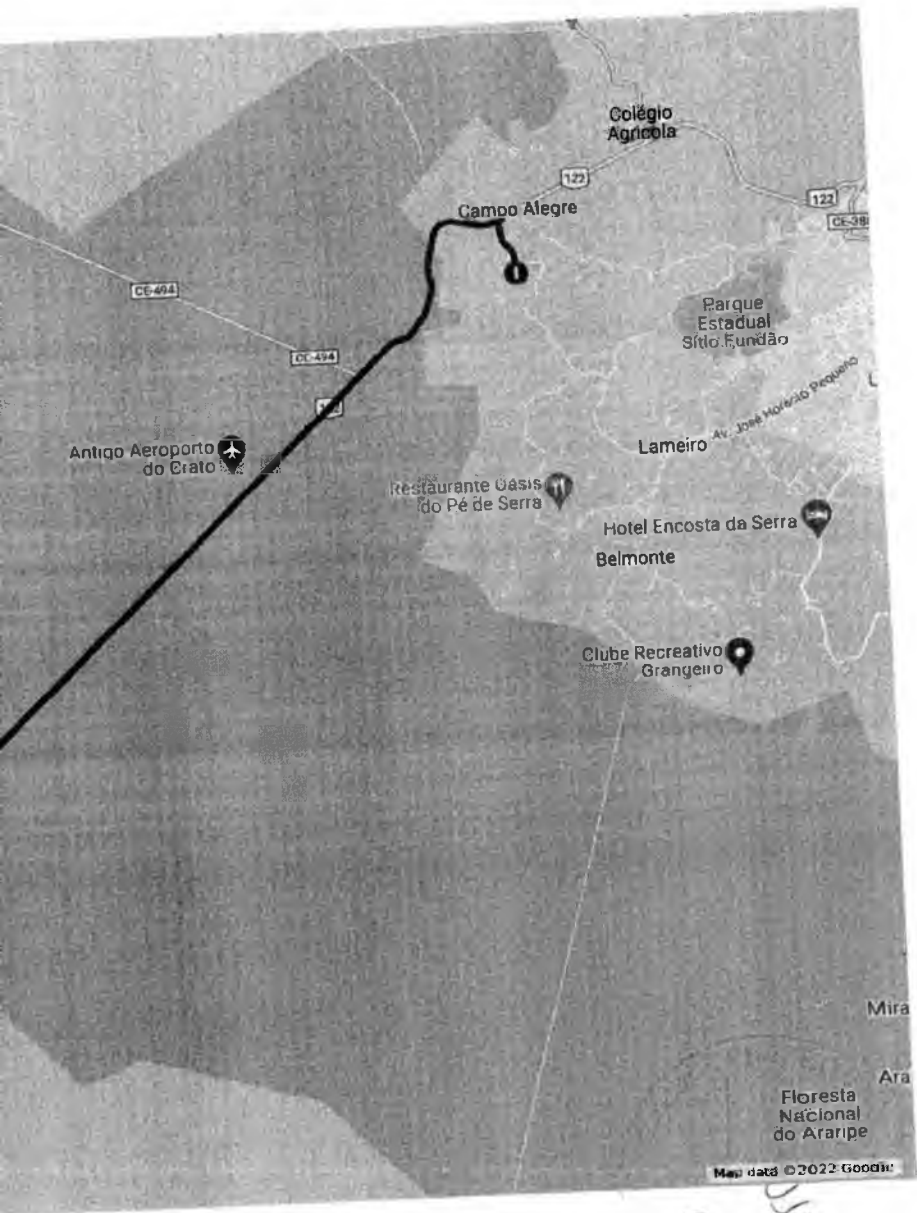 Colégio
Agrícola
122
122
Campo Alegre
CE-494
Parque
Estadual
Sítio Fundão
CE-494
Av. José Horácio Pequeno
Antigo Aeroporto
do Crato
Lameiro
Restaurante Oásis
do Pé de Serra
Hotel Encosta da Serra
Belmonte
Clube Recreativo
Grangeiro
Mira
Ara
Floresta
Nacional
do Araripe
Map data ©2022 Google